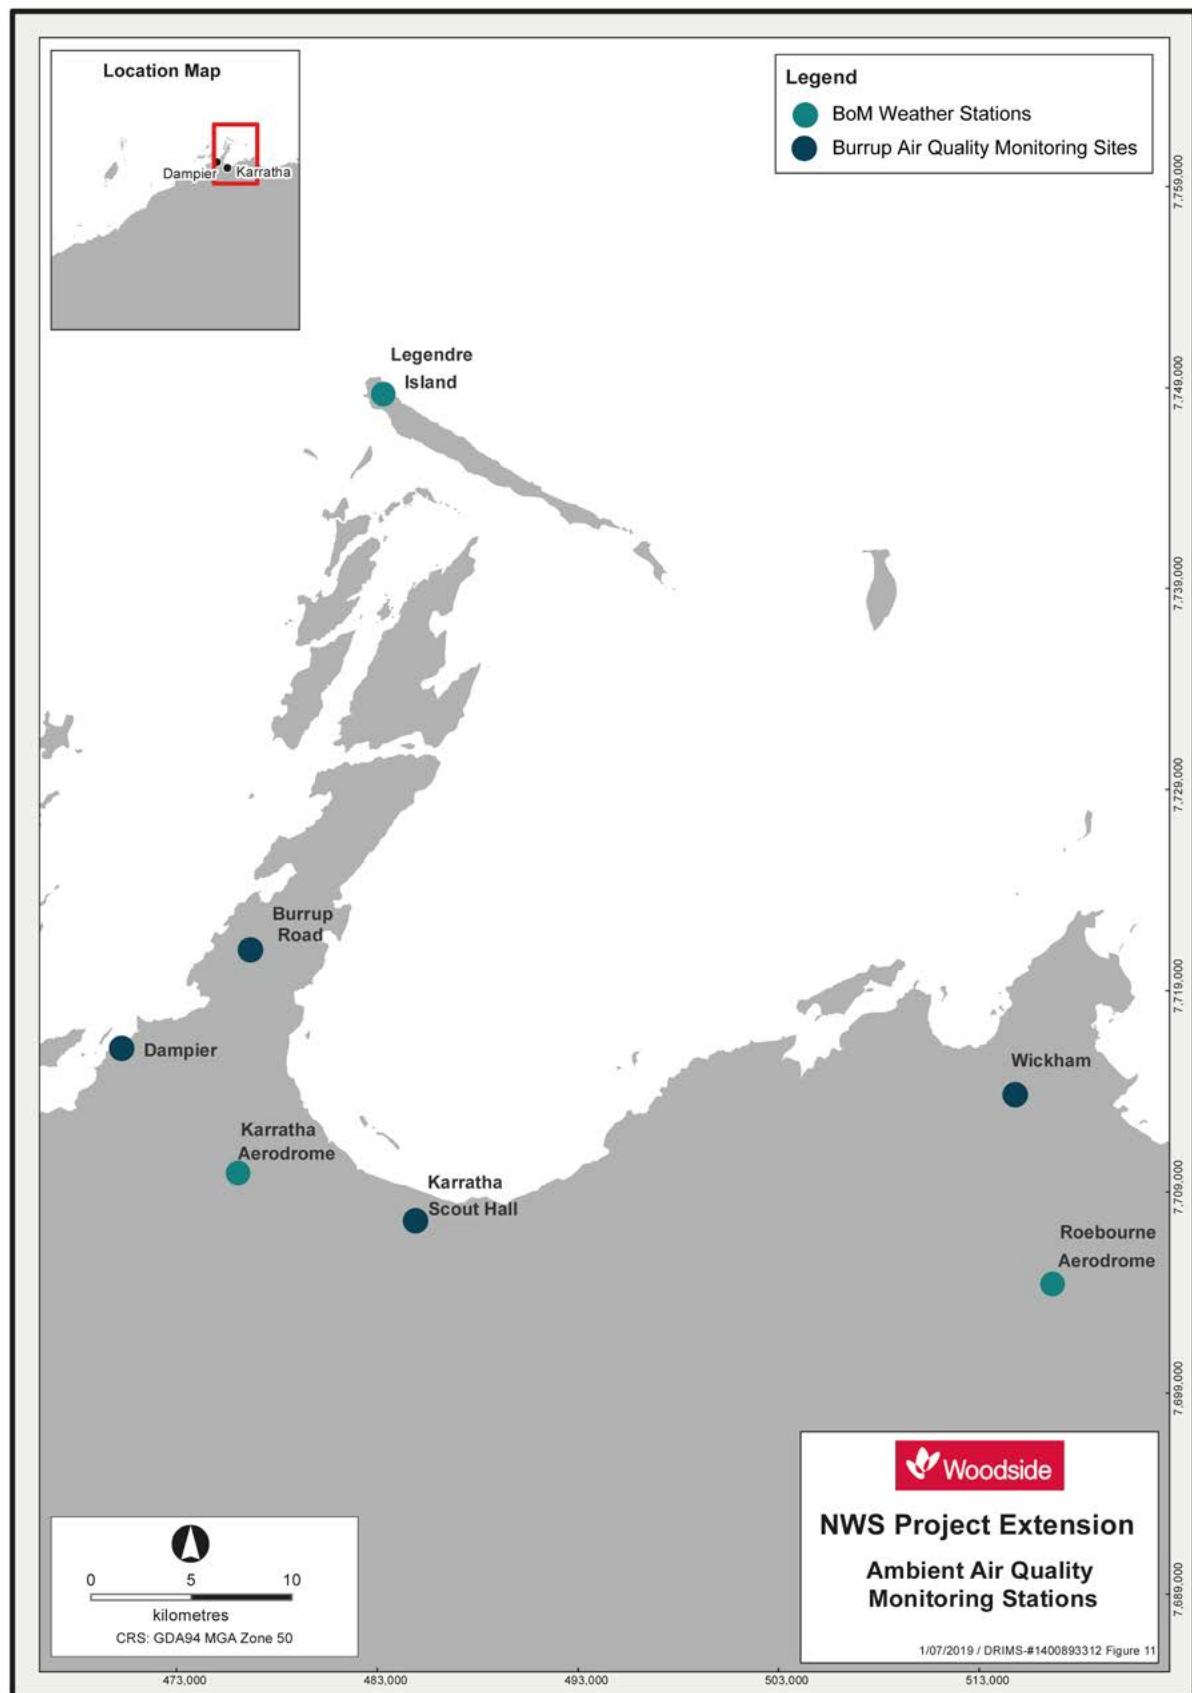 Location Map
Dampier
Karratha
Legend
BoM Weather Stations
Burrup Air Quality Monitoring Sites
7,759,000
Legendre
Island
7,749,000
7,739,000
7,729,000
Burrup
Road
7,719,000
Dampier
Wickham
Karratha
Aerodrome
Karratha
Scout Hall
7,709,000
Roebourne
Aerodrome
7,699,000
Woodside
NWS Project Extension
Ambient Air Quality
Monitoring Stations
1/07/2019 / DRIMS-#1400893312 Figure 11
7,689,000
0 5 10
kilometres
CRS: GDA94 MGA Zone 50
473,000 483,000 493,000 503,000 513,000